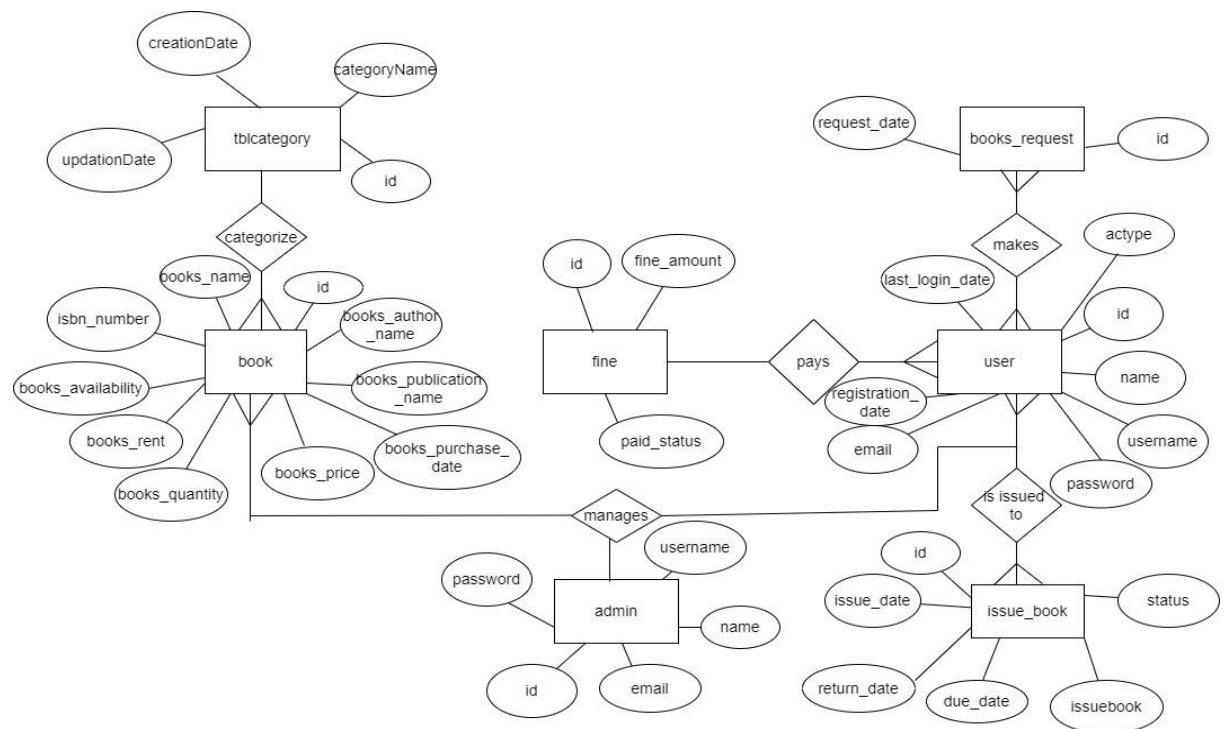 creationDate
categoryName
tblcategory
updationDate
id
request_date
books_request
id
categorize
makes
actype
books_name
id
id
fine_amount
last_login_date
isbn_number
books_author
_name
id
book
fine
pays
user
books_availability
books_publication
_name
registration_
date
name
books_rent
paid_status
email
username
books_quantity
books_price
books_purchase_
date
password
is issued
to
manages
username
id
password
admin
name
issue_date
issue_book
status
id
email
return_date
due_date
issuebook